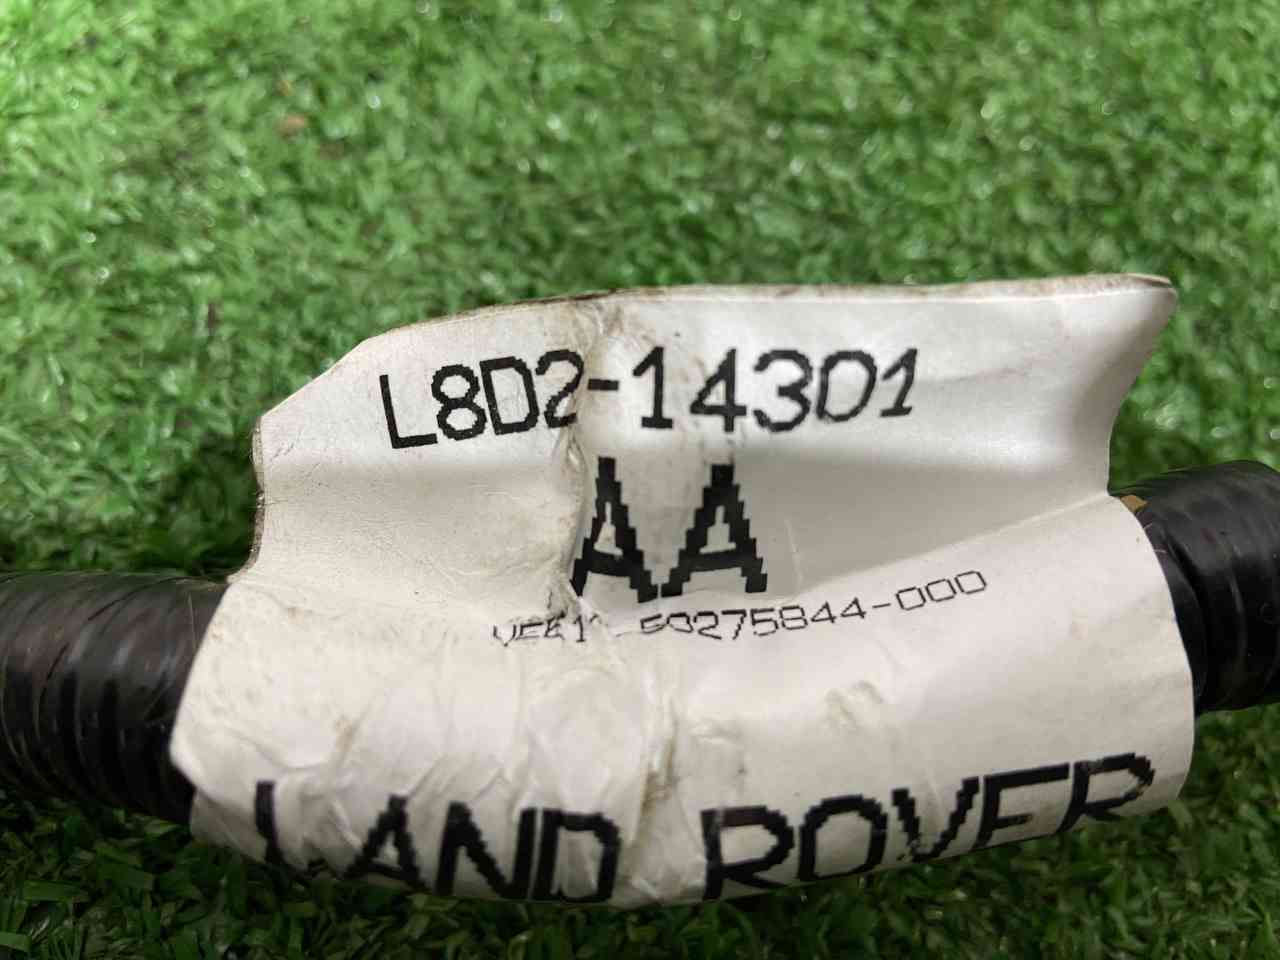 L8D2-14301
AA
LAND ROVER